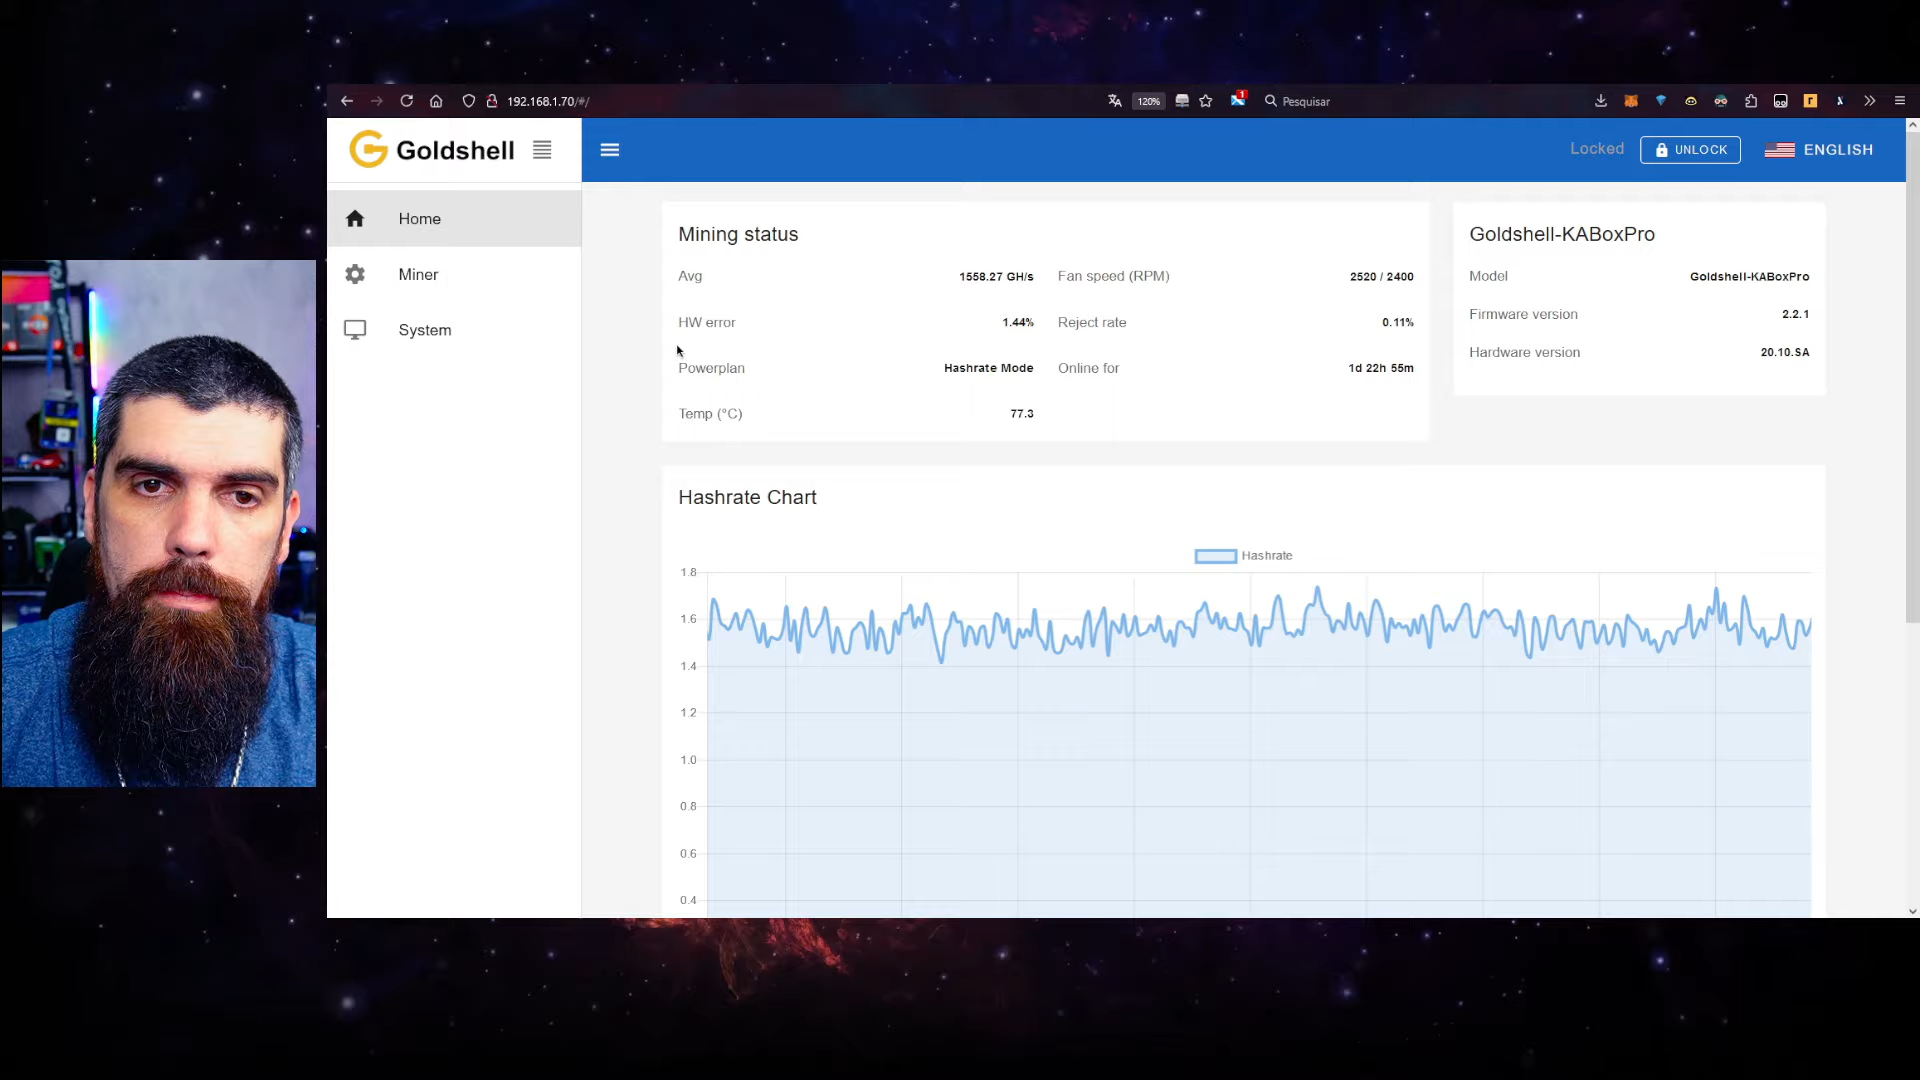 192.168.1.70/#/
120%
1
Pesquisar
Goldshell
Locked
UNLOCK
ENGLISH
Home
Miner
System
Mining status
Avg
1558.27 GH/s
Fan speed (RPM)
2520 / 2400
HW error
1.44%
Reject rate
0.11%
Powerplan
Hashrate Mode
Online for
1d 22h 55m
Temp (°C)
77.3
Goldshell-KABoxPro
Model
Goldshell-KABoxPro
Firmware version
2.2.1
Hardware version
20.10.SA
Hashrate Chart
Hashrate
1.8
1.6
1.4
1.2
1.0
0.8
0.6
0.4